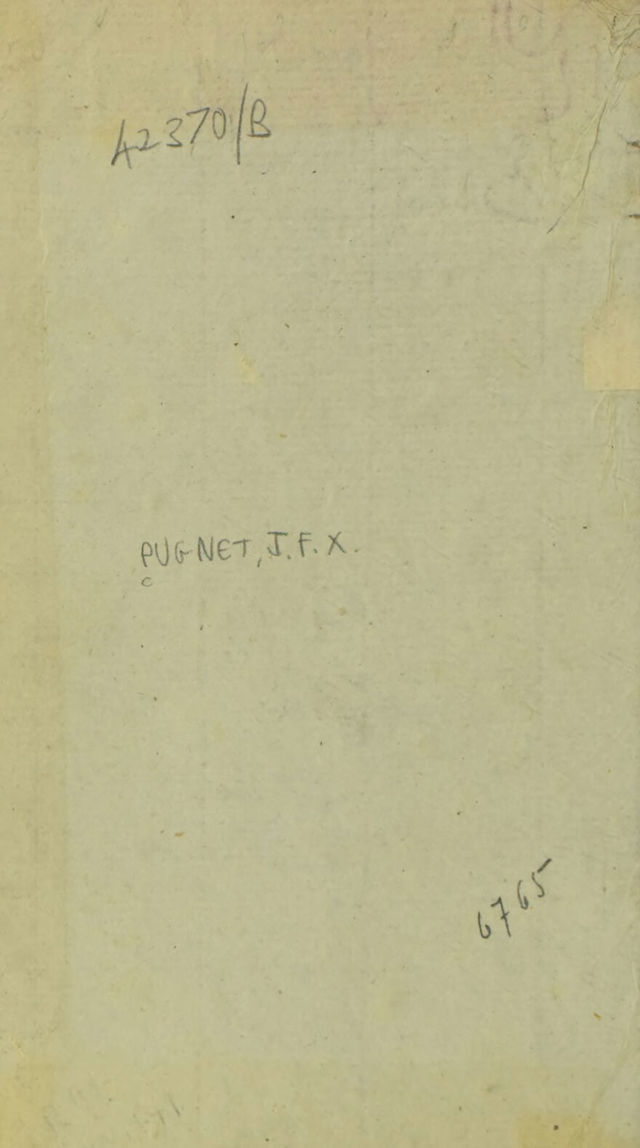 42370/B
PUGNET, J. F. X.
c
6765